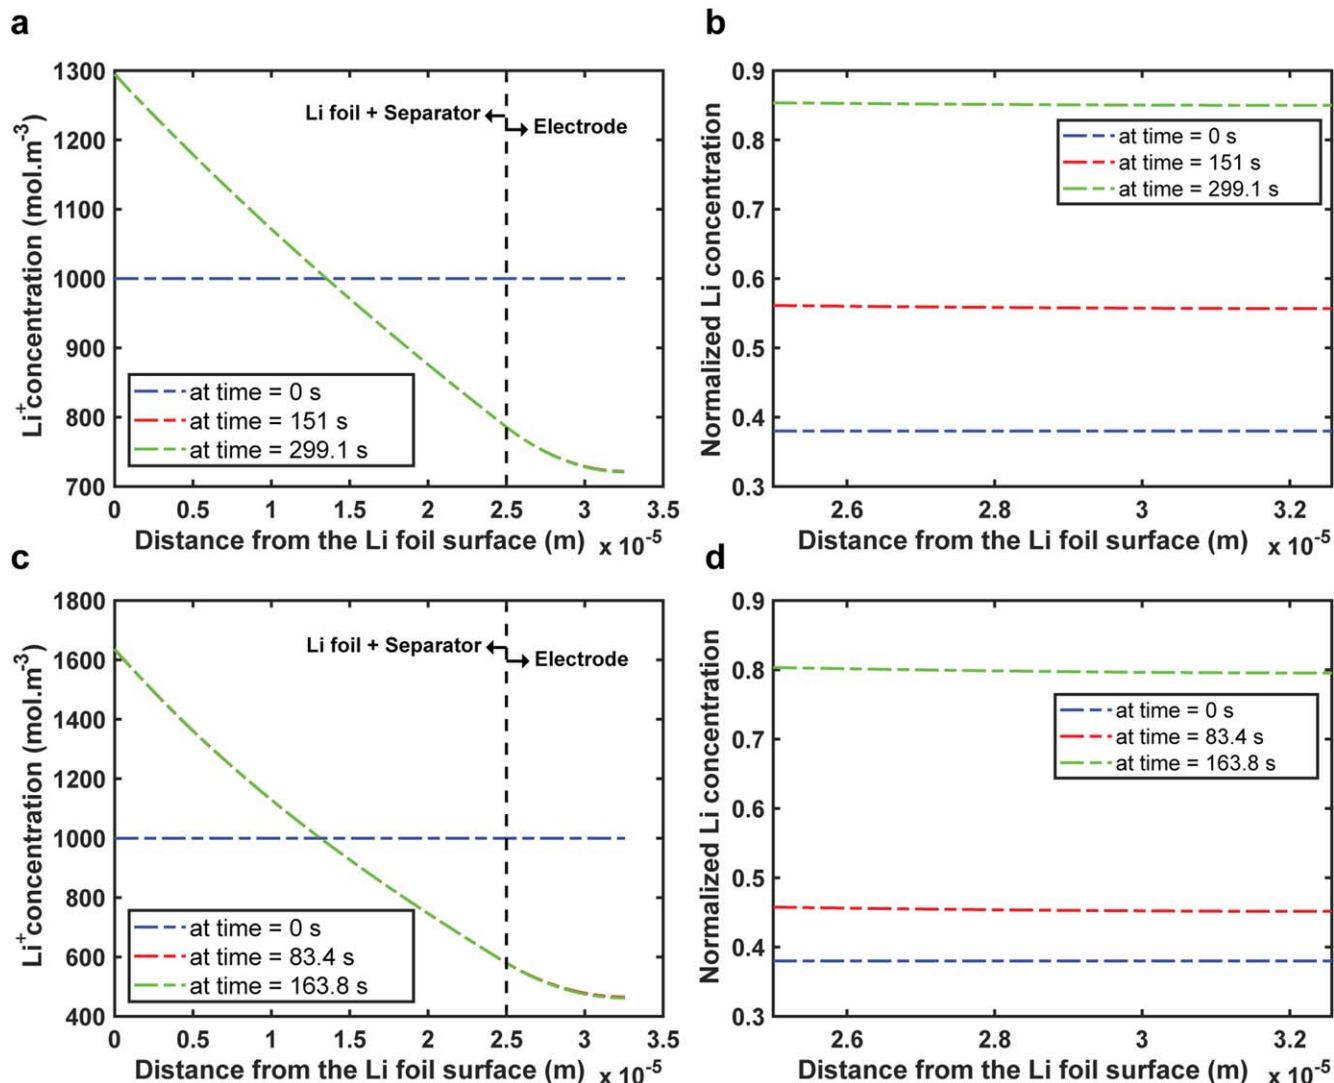 a
Li⁺concentration (mol.m⁻³)
1300
1200
1100
1000
900
800
700
Li foil + Separator
Electrode
at time = 0 s
at time = 151 s
at time = 299.1 s
0 0.5 1 1.5 2 2.5 3 3.5
Distance from the Li foil surface (m) x 10⁻⁵
b
Normalized Li concentration
0.9
0.8
0.7
0.6
0.5
0.4
0.3
at time = 0 s
at time = 151 s
at time = 299.1 s
2.6 2.8 3 3.2
Distance from the Li foil surface (m) x 10⁻⁵
c
Li⁺concentration (mol.m⁻³)
1800
1600
1400
1200
1000
800
600
400
Li foil + Separator
Electrode
at time = 0 s
at time = 83.4 s
at time = 163.8 s
0 0.5 1 1.5 2 2.5 3 3.5
Distance from the Li foil surface (m) x 10⁻⁵
d
Normalized Li concentration
0.9
0.8
0.7
0.6
0.5
0.4
0.3
at time = 0 s
at time = 83.4 s
at time = 163.8 s
2.6 2.8 3 3.2
Distance from the Li foil surface (m) x 10⁻⁵